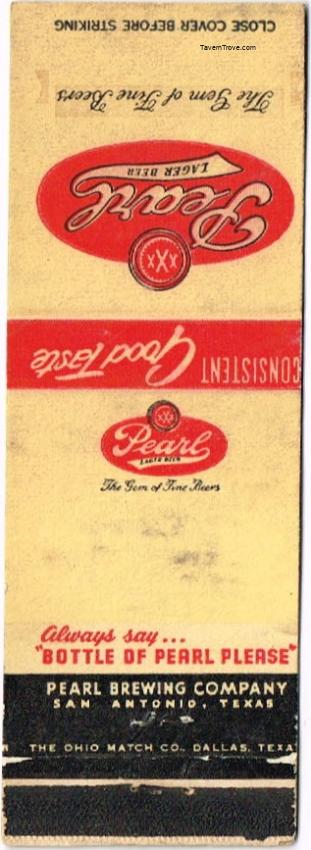 CLOSE COVER BEFORE STRIKING
TavernTrove.com
The Gem of Fine Beers
Pearl
LAGER BEER
XXX
CONSISTENT Good Taste
XXX
Pearl
LAGER BEER
The Gem of Fine Beers
Always say...
"BOTTLE OF PEARL PLEASE"
PEARL BREWING COMPANY
SAN ANTONIO, TEXAS
THE OHIO MATCH CO., DALLAS, TEXA